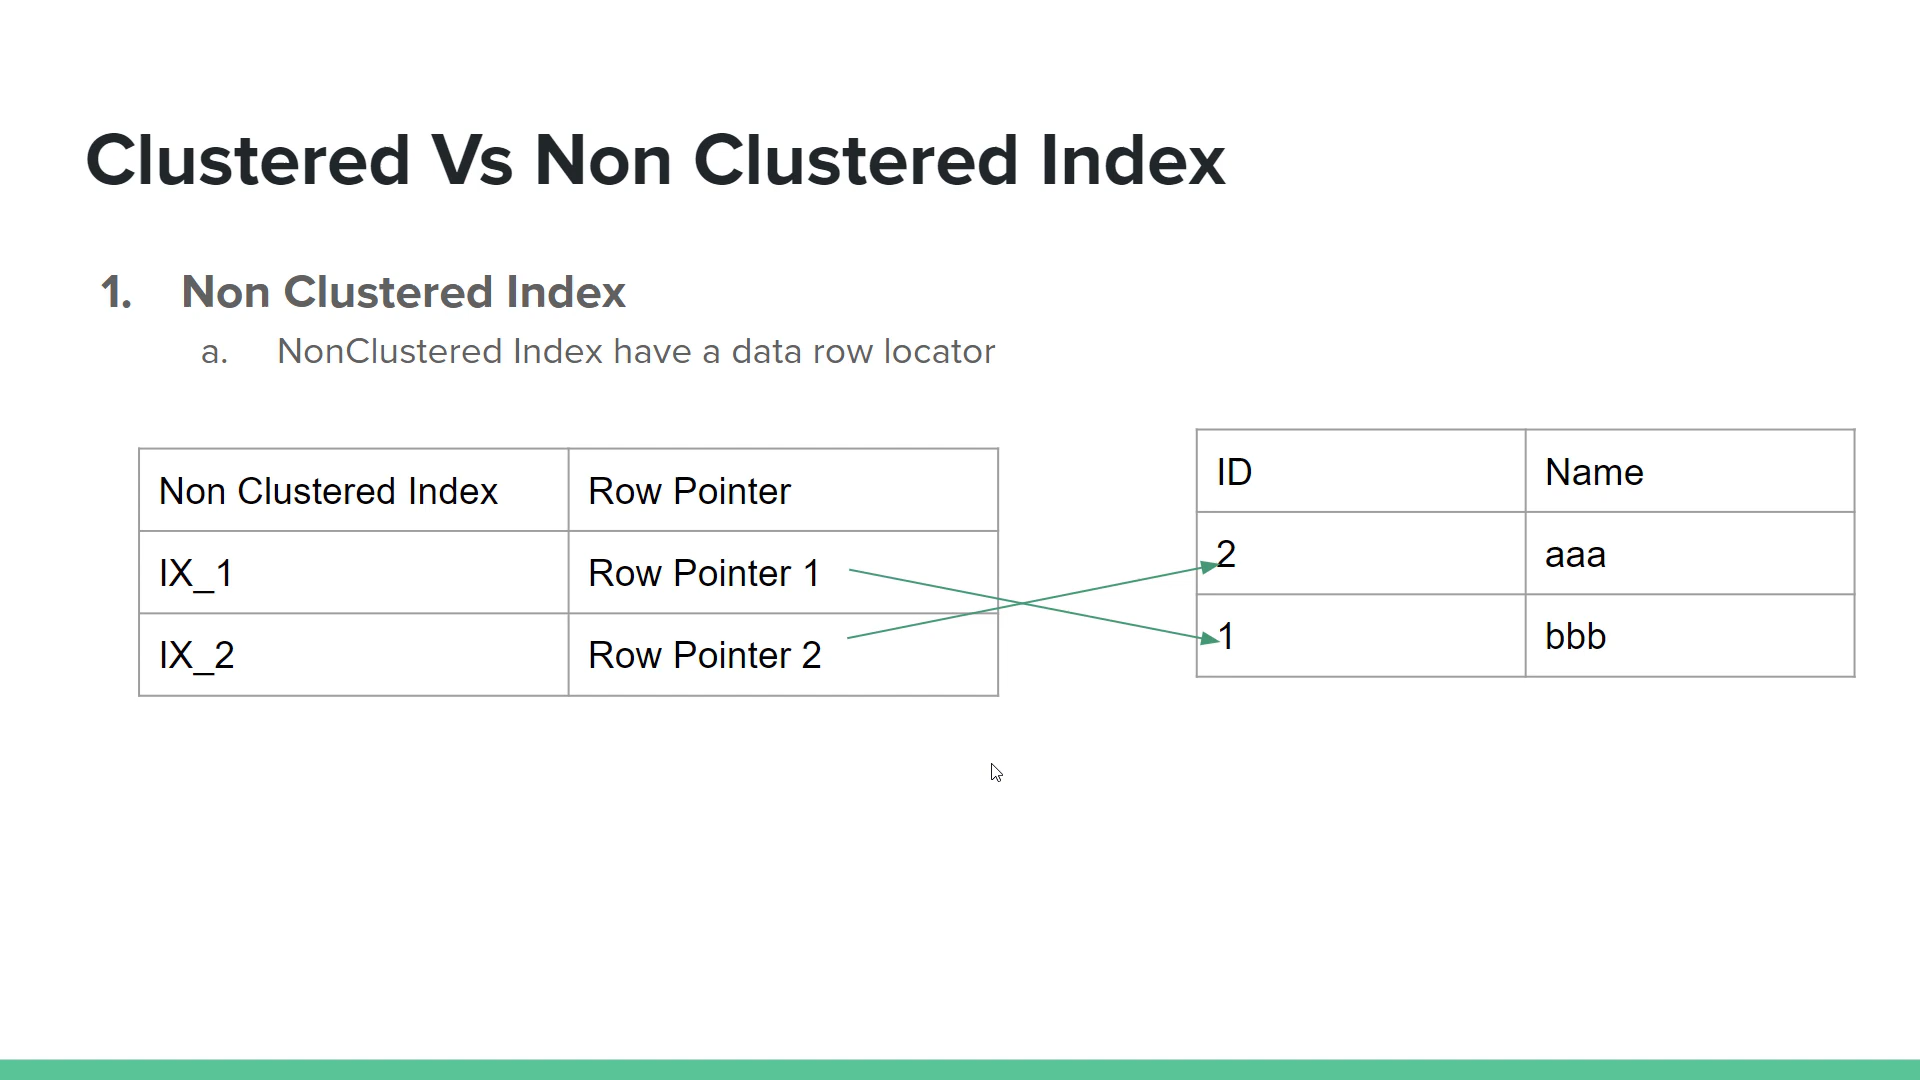 Clustered Vs Non Clustered Index
1. Non Clustered Index
a. NonClustered Index have a data row locator
Non Clustered Index Row Pointer
IX_1 Row Pointer 1
IX_2 Row Pointer 2
ID Name
2 aaa
1 bbb